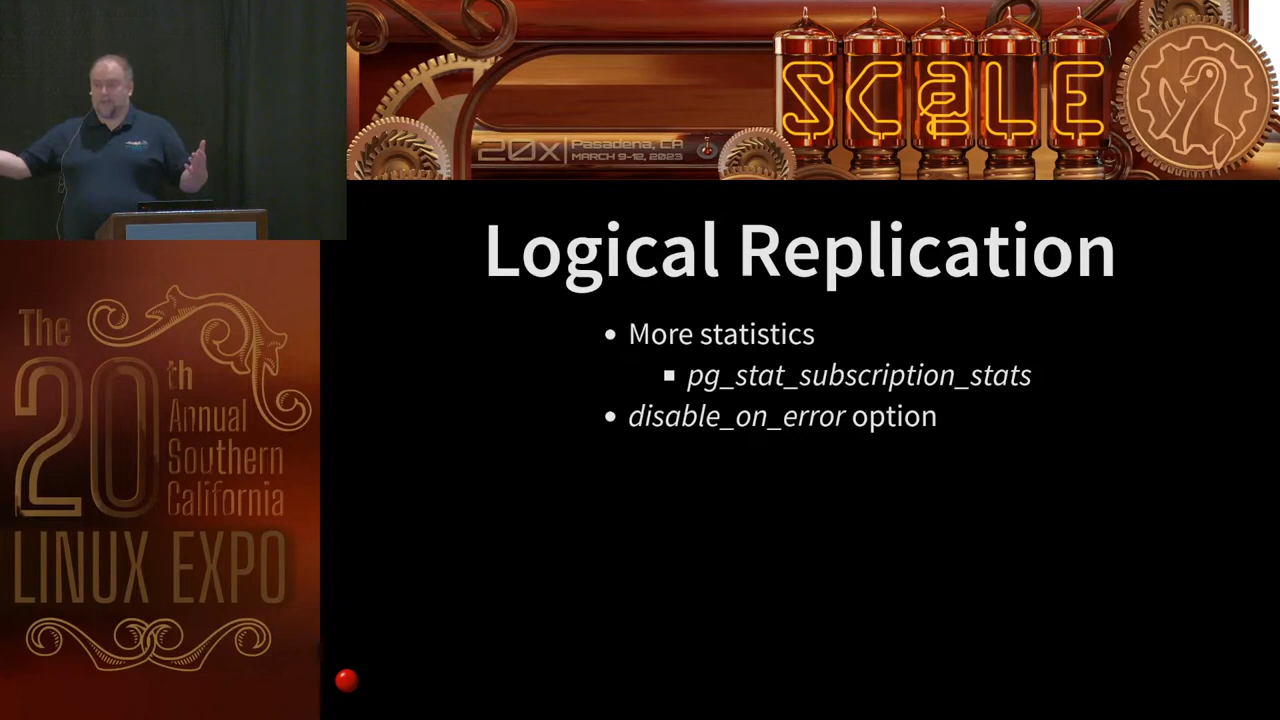 SCaLE
20x
Pasadena, CA
MARCH 9-12, 2023
Logical Replication
More statistics
pg_stat_subscription_stats
disable_on_error option
The
20th
Annual
Southern
California
LINUX EXPO